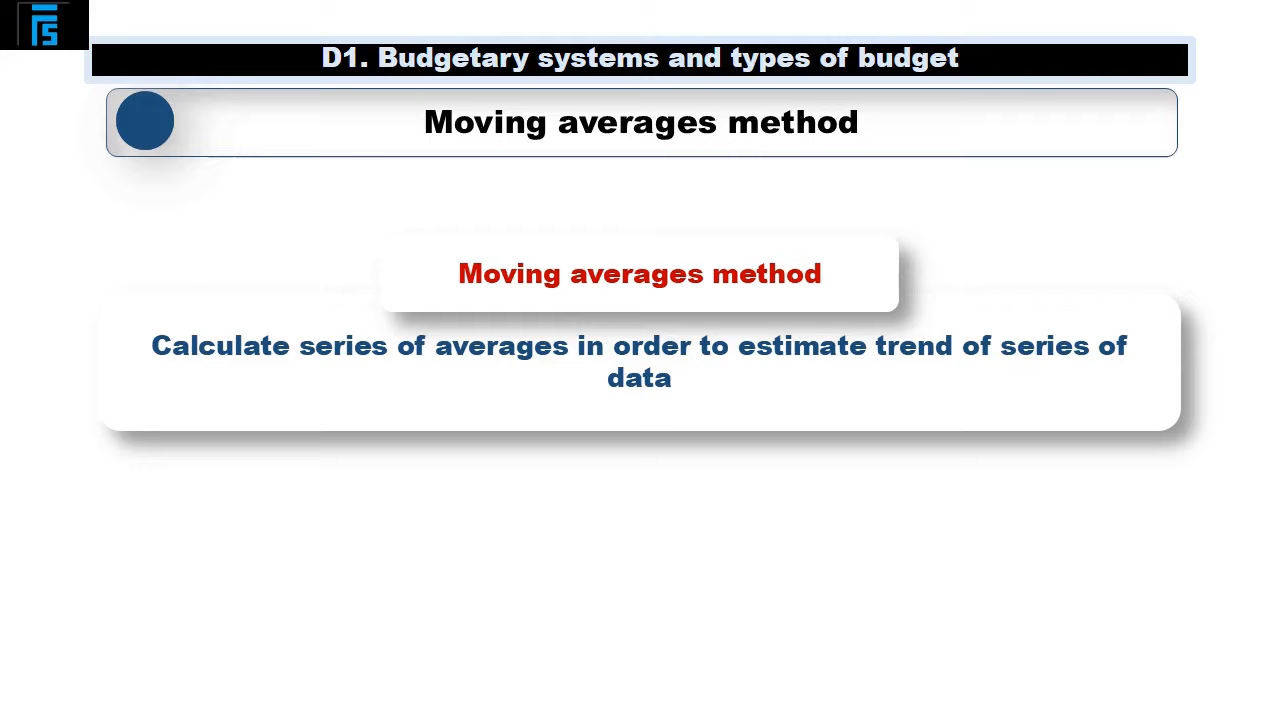 D1. Budgetary systems and types of budget
Moving averages method
Moving averages method
Calculate series of averages in order to estimate trend of series of
data